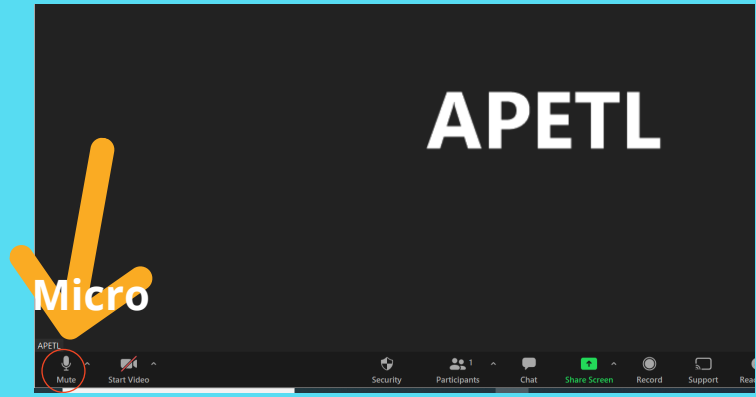 APETL
Micro
APETL
Mute
Start Video
Security
Participants
1
Chat
Share Screen
Record
Support